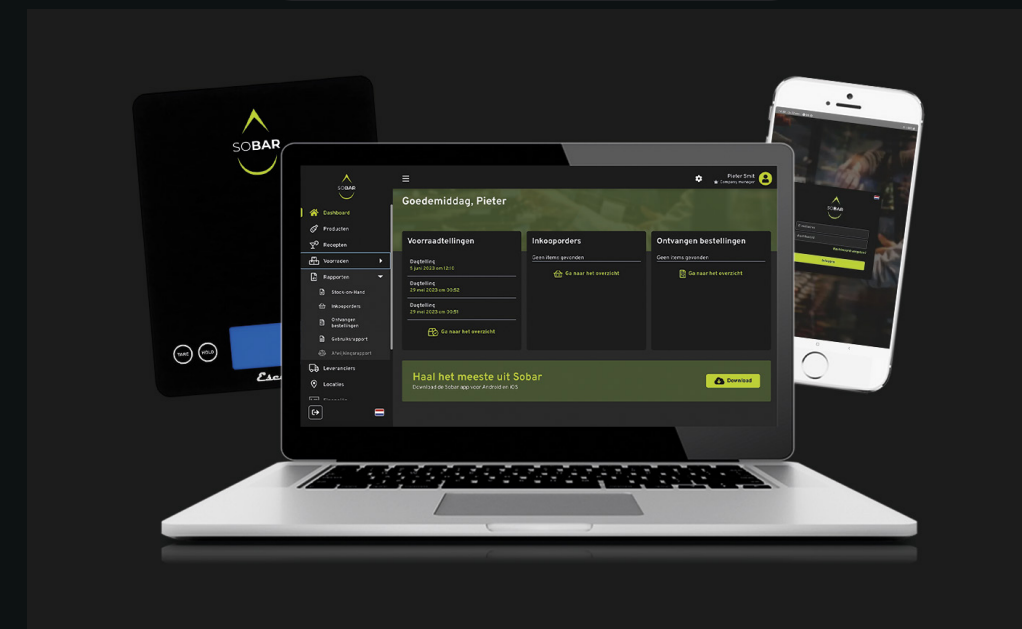 SOBAR
TARE
HOLD
SOBAR
Dashboard
Producten
Recepten
Voorraden
Rapporten
Stock-on-Hand
Inkooporders
Ontvangen
bestellingen
Gebruiksrapport
Afwijkingsrapport
Leveranciers
Locaties
Pieter Smit
Company manager
Goedemiddag, Pieter
Voorraadtellingen
Dagtelling
5 juni 2023 om 12:13
Dagtelling
29 mei 2023 om 30:52
Dagtelling
29 mei 2023 om 30:51
Ga naar het overzicht
Inkooporders
Geen items gevonden
Ga naar het overzicht
Ontvangen bestellingen
Geen items gevonden
Ga naar het overzicht
Haal het meeste uit Sobar
Download de Sobar app voor Android en iOS
Download
SOBAR